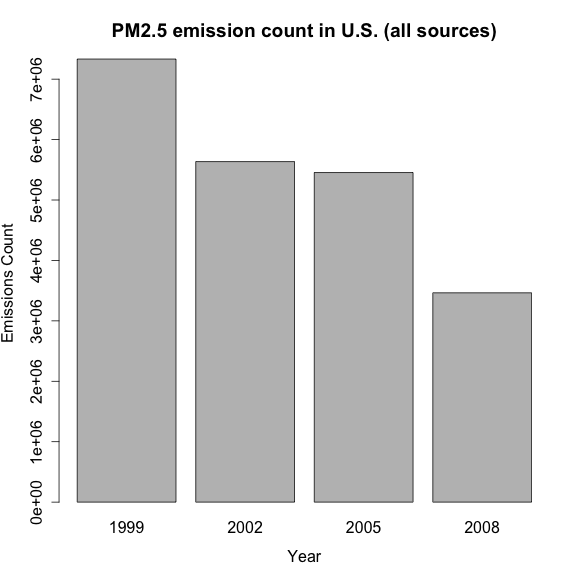 PM2.5 emission count in U.S. (all sources)
7e+06
6e+06
5e+06
4e+06
3e+06
2e+06
1e+06
0e+00
Emissions Count
1999 2002 2005 2008
Year